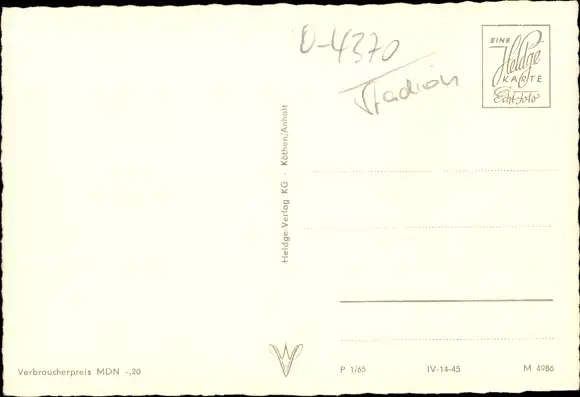 O-4370
Stadion
EINE
Heldge
KARTE
Echt-Foto
Heldge-Verlag KG · Köthen/Anhalt
Verbraucherpreis MDN -,20
P 1/65
IV-14-45
M 4986